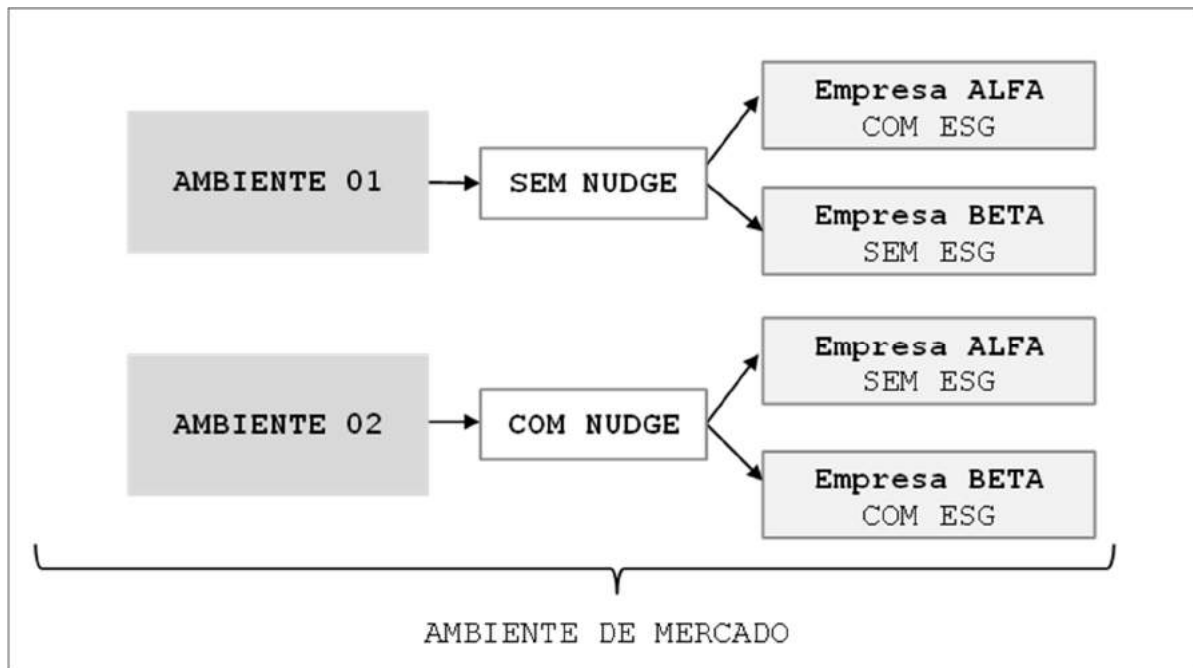 AMBIENTE 01
SEM NUDGE
Empresa ALFA
COM ESG
Empresa BETA
SEM ESG
AMBIENTE 02
COM NUDGE
Empresa ALFA
SEM ESG
Empresa BETA
COM ESG
AMBIENTE DE MERCADO